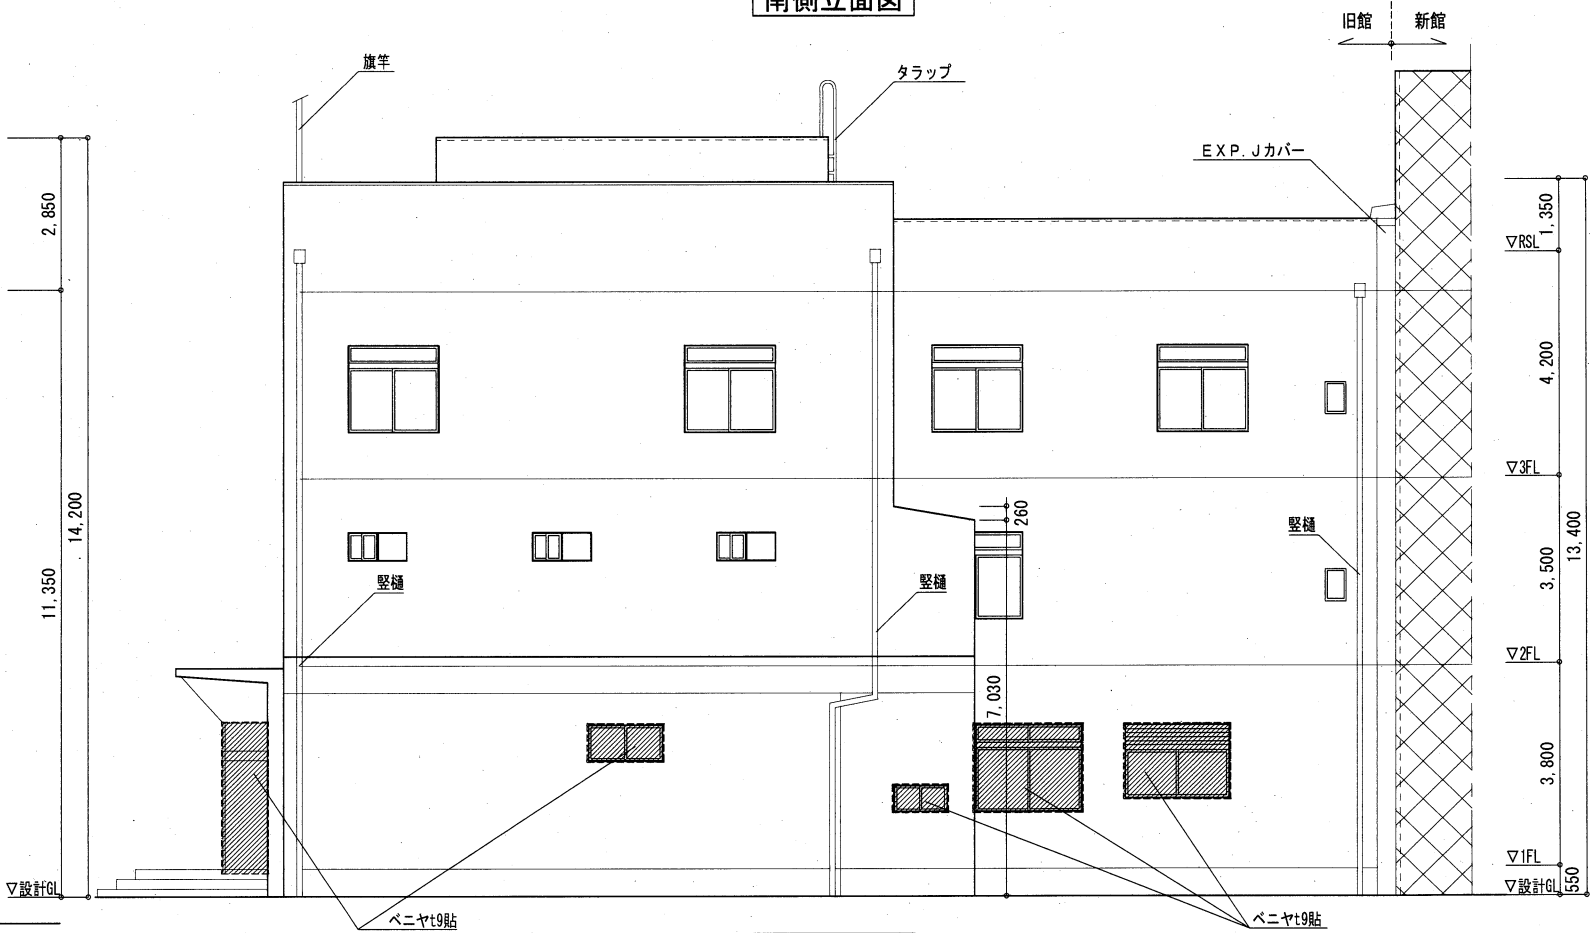 南側立面図
旧館
新館
旗竿
タラップ
EXP.Jカバー
2,850
11,350
14,200
1,350
▽RSL
4,200
▽3FL
260
竪樋
3,500
13,400
竪樋
竪樋
▽2FL
7,030
3,800
▽1FL
550
▽設計GL
▽設計GL
ベニヤt9貼
ベニヤt9貼